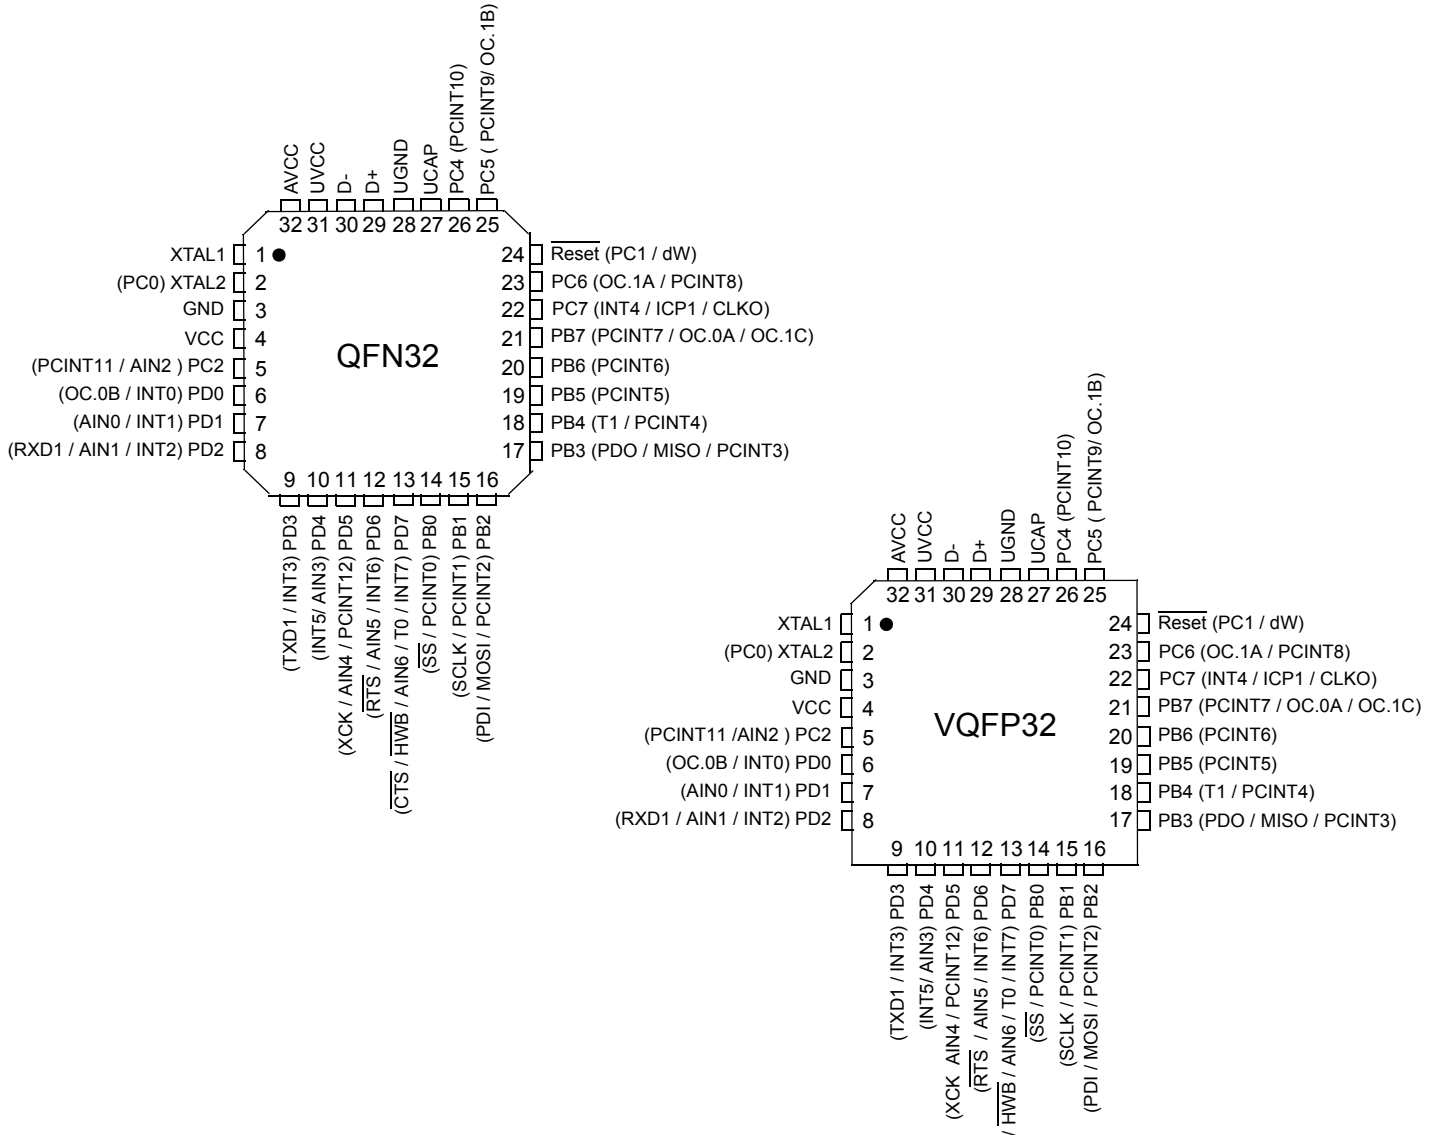 AVCC
UVCC
D-
D+
UGND
UCAP
PC4 (PCINT10)
PC5 ( PCINT9/ OC.1B)
32 31 30 29 28 27 26 25
XTAL1 1
(PC0) XTAL2 2
GND 3
VCC 4
(PCINT11 / AIN2 ) PC2 5
(OC.0B / INT0) PD0 6
(AIN0 / INT1) PD1 7
(RXD1 / AIN1 / INT2) PD2 8
QFN32
24 Reset (PC1 / dW)
23 PC6 (OC.1A / PCINT8)
22 PC7 (INT4 / ICP1 / CLKO)
21 PB7 (PCINT7 / OC.0A / OC.1C)
20 PB6 (PCINT6)
19 PB5 (PCINT5)
18 PB4 (T1 / PCINT4)
17 PB3 (PDO / MISO / PCINT3)
9 10 11 12 13 14 15 16
(TXD1 / INT3) PD3
(INT5/ AIN3) PD4
(XCK / AIN4 / PCINT12) PD5
(RTS / AIN5 / INT6) PD6
(CTS / HWB / AIN6 / T0 / INT7) PD7
(SS / PCINT0) PB0
(SCLK / PCINT1) PB1
(PDI / MOSI / PCINT2) PB2
AVCC
UVCC
D-
D+
UGND
UCAP
PC4 (PCINT10)
PC5 ( PCINT9/ OC.1B)
32 31 30 29 28 27 26 25
XTAL1 1
(PC0) XTAL2 2
GND 3
VCC 4
(PCINT11 /AIN2 ) PC2 5
(OC.0B / INT0) PD0 6
(AIN0 / INT1) PD1 7
(RXD1 / AIN1 / INT2) PD2 8
VQFP32
24 Reset (PC1 / dW)
23 PC6 (OC.1A / PCINT8)
22 PC7 (INT4 / ICP1 / CLKO)
21 PB7 (PCINT7 / OC.0A / OC.1C)
20 PB6 (PCINT6)
19 PB5 (PCINT5)
18 PB4 (T1 / PCINT4)
17 PB3 (PDO / MISO / PCINT3)
9 10 11 12 13 14 15 16
(TXD1 / INT3) PD3
(INT5/ AIN3) PD4
(XCK AIN4 / PCINT12) PD5
(RTS / AIN5 / INT6) PD6
/ HWB / AIN6 / T0 / INT7) PD7
(SS / PCINT0) PB0
(SCLK / PCINT1) PB1
(PDI / MOSI / PCINT2) PB2